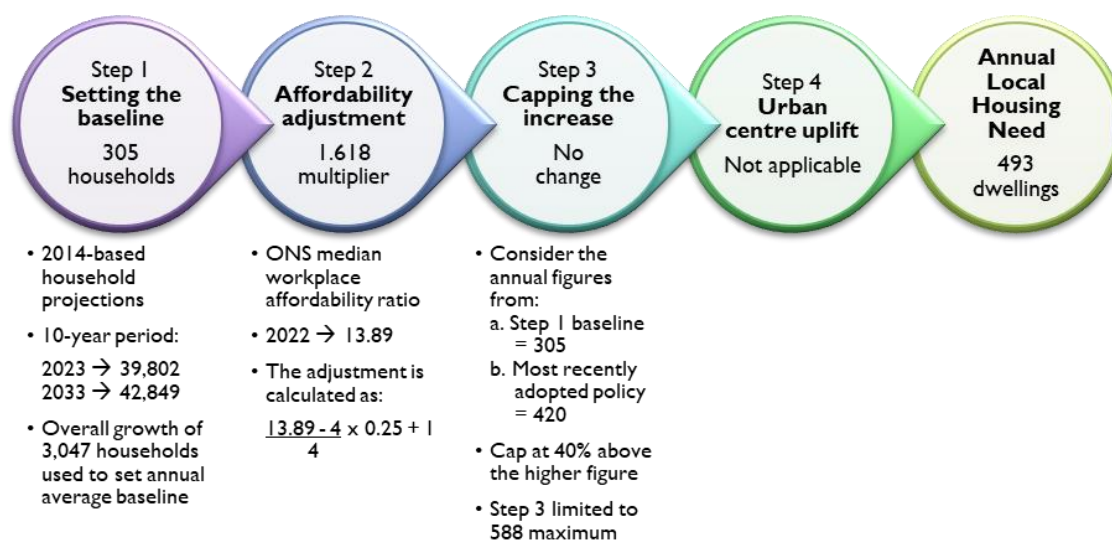 Step 1
Setting the
baseline
305
households
Step 2
Affordability
adjustment
1.618
multiplier
Step 3
Capping the
increase
No
change
Step 4
Urban
centre uplift
Not applicable
Annual
Local
Housing
Need
493
dwellings
• 2014-based
household
projections
• 10-year period:
2023 → 39,802
2033 → 42,849
• Overall growth of
3,047 households
used to set annual
average baseline
• ONS median
workplace
affordability ratio
• 2022 → 13.89
• The adjustment is
calculated as:
13.89 - 4 x 0.25 + 1
4
• Consider the
annual figures
from:
a. Step 1 baseline
= 305
b. Most recently
adopted policy
= 420
• Cap at 40% above
the higher figure
• Step 3 limited to
588 maximum